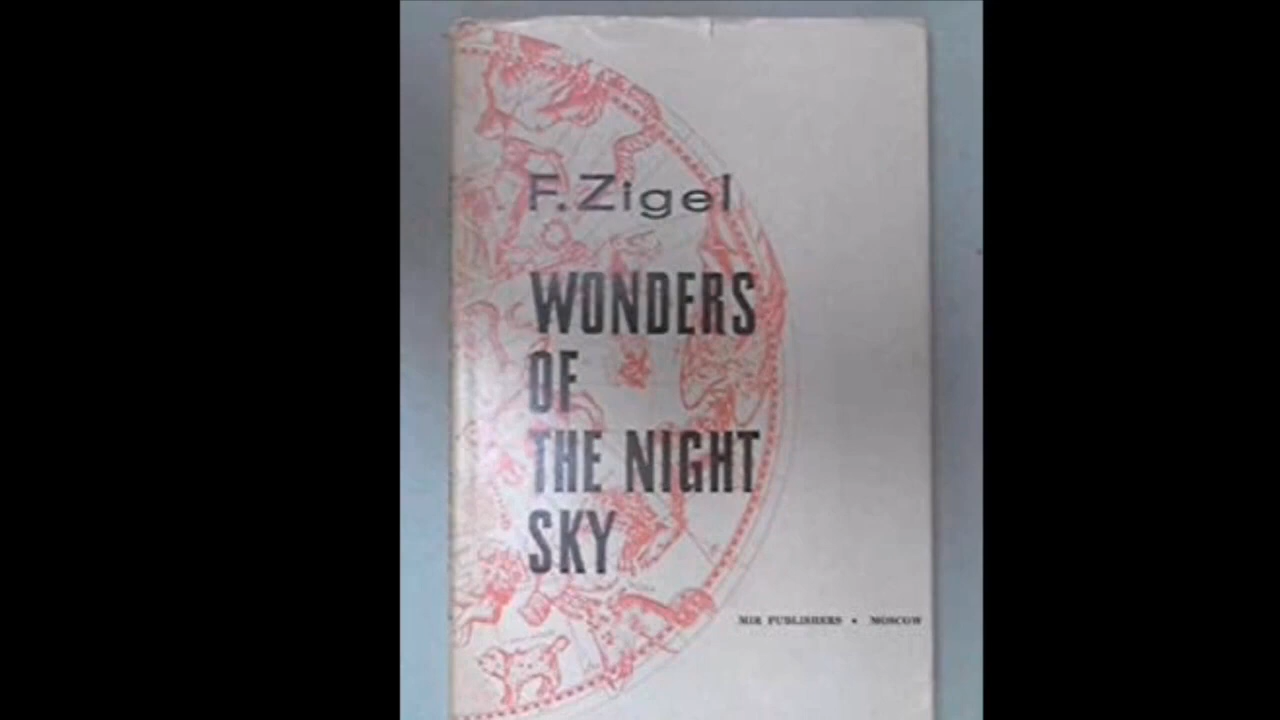 F. Zigel
WONDERS
OF
THE NIGHT
SKY
MIR PUBLISHERS • MOSCOW